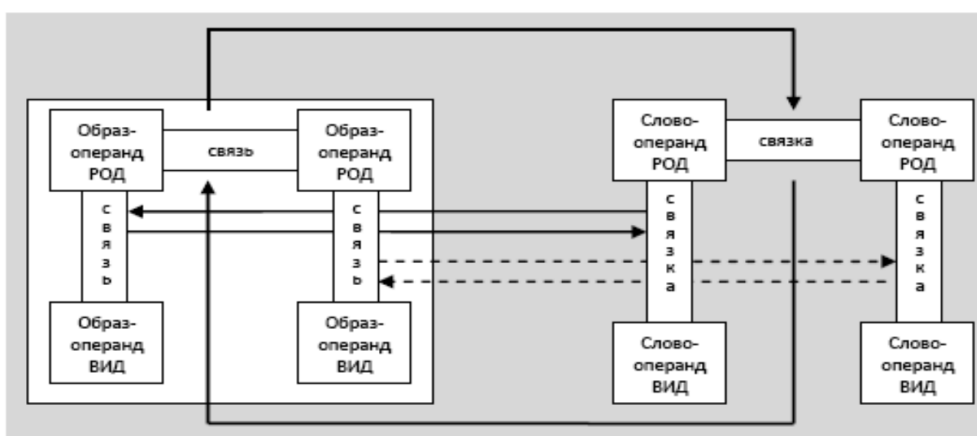 Образ-
операнд
РОД
связь
Образ-
операнд
РОД
Слово-
операнд
РОД
связка
Слово-
операнд
РОД
с
в
я
з
ь
с
в
я
з
ь
с
в
я
з
к
а
с
в
я
з
к
а
Образ-
операнд
ВИД
Образ-
операнд
ВИД
Слово-
операнд
ВИД
Слово-
операнд
ВИД